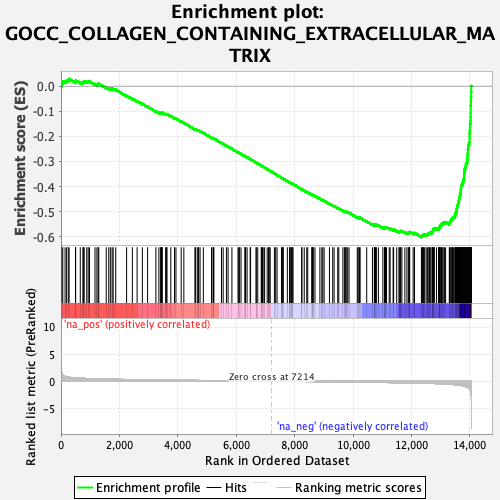 Enrichment plot:
GOCC_COLLAGEN_CONTAINING_EXTRACELLULAR_MA
TRIX
Enrichment score (ES)
0.0
-0.1
-0.2
-0.3
-0.4
-0.5
-0.6
Ranked list metric (PreRanked)
10
5
0
-5
'na_pos' (positively correlated)
Zero cross at 7214
'na_neg' (negatively correlated)
0
2,000
4,000
6,000
8,000
10,000
12,000
14,000
Rank in Ordered Dataset
Enrichment profile
Hits
Ranking metric scores